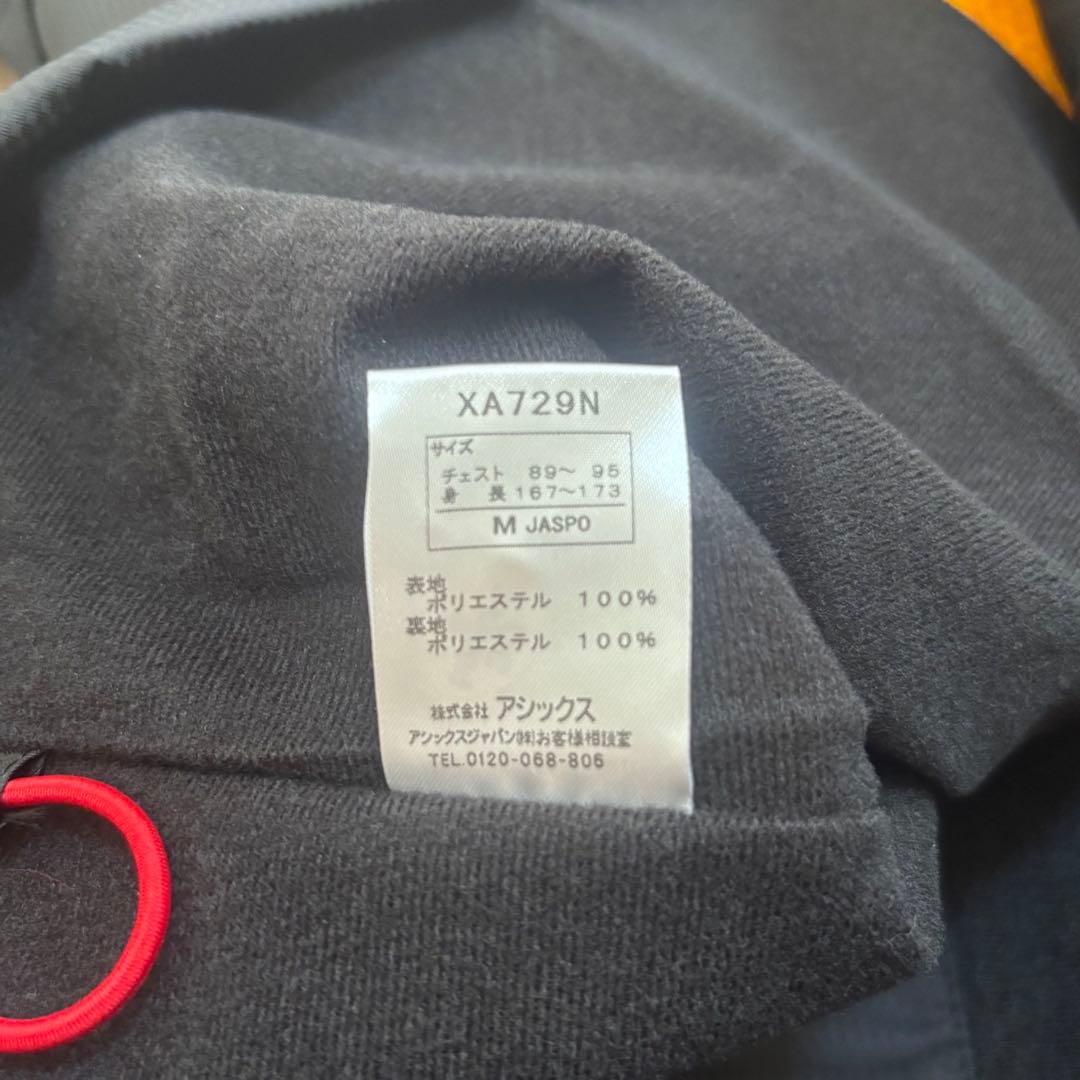 XA729N
サイズ
チェスト 89～ 95
身 長 167～173
M JASPO
表地
ポリエステル 100%
裏地
ポリエステル 100%
株式会社 アシックス
アシックスジャパン(株)お客様相談室
TEL.0120-068-806